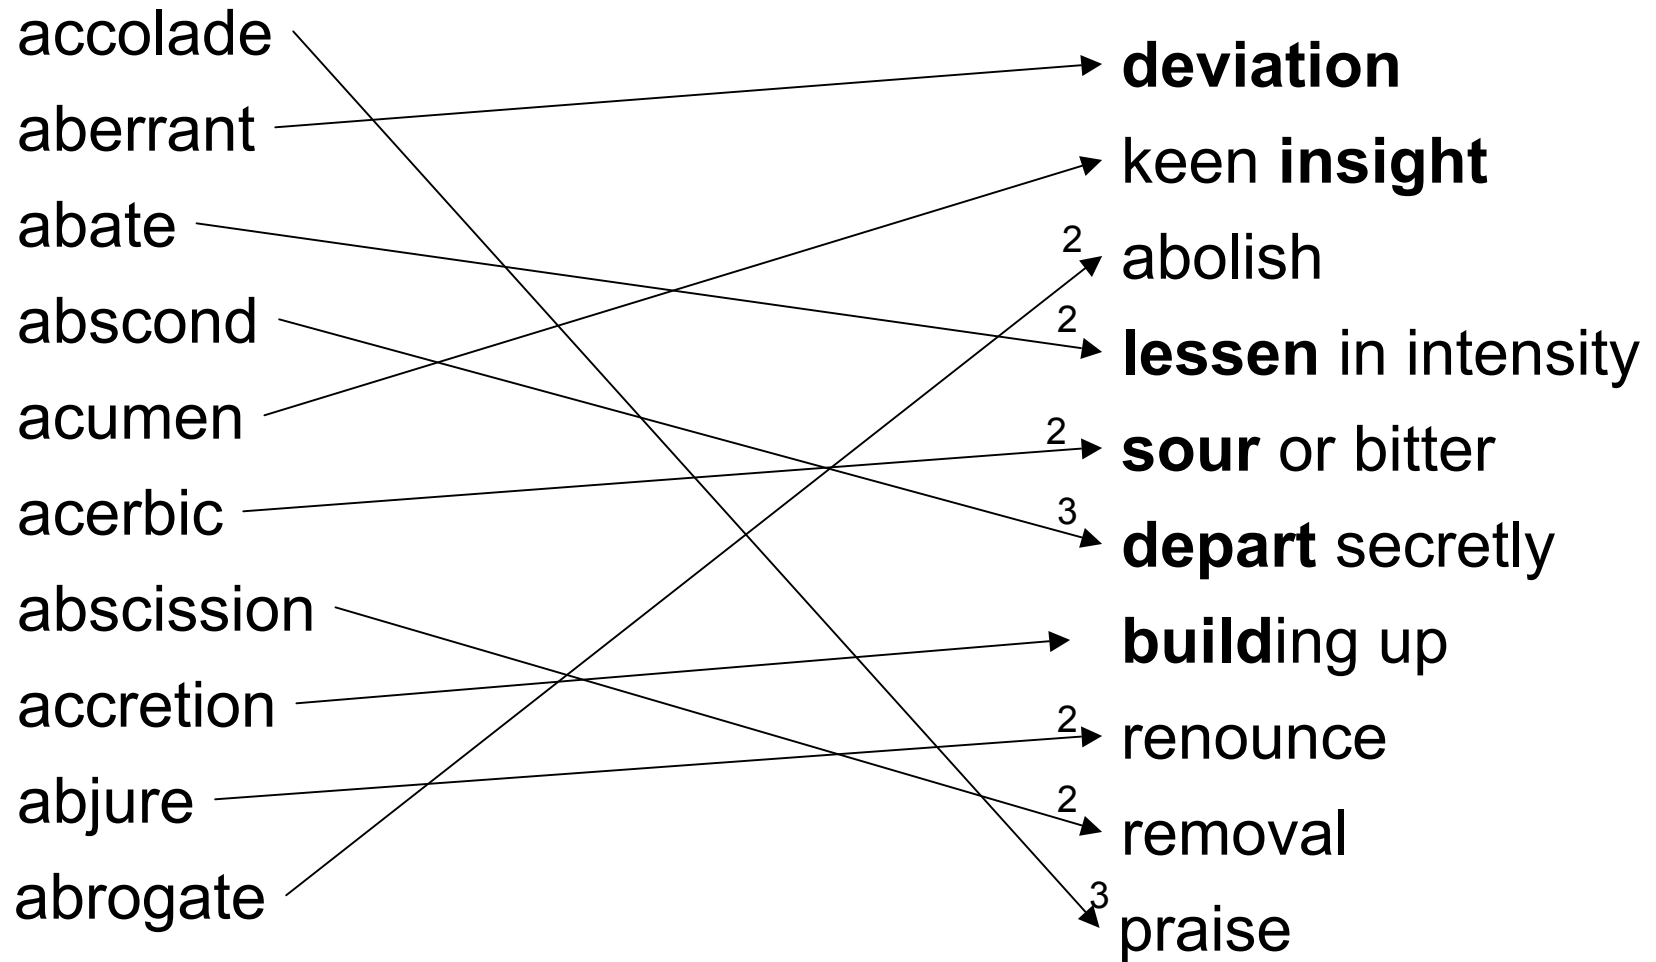 accolade
aberrant
abate
abscond
acumen
acerbic
abscission
accretion
abjure
abrogate
deviation
keen insight
2 abolish
2 lessen in intensity
2 sour or bitter
3 depart secretly
building up
2 renounce
2 removal
3 praise